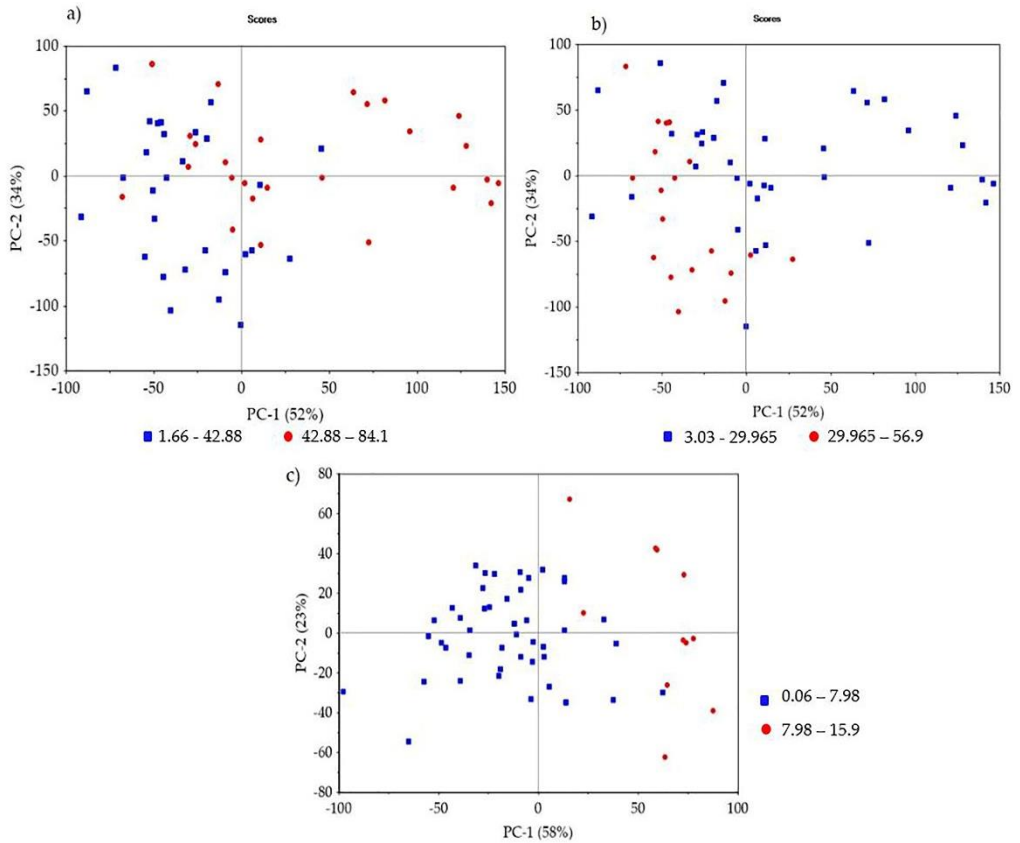 a)
Scores
100
50
0
-50
-100
-150
PC-2 (34%)
-100 -50 0 50 100 150
PC-1 (52%)
1.66 - 42.88 42.88 – 84.1
b)
Scores
100
50
0
-50
-100
-150
PC-2 (34%)
-100 -50 0 50 100 150
PC-1 (52%)
3.03 - 29.965 29.965 – 56.9
c)
80
60
40
20
0
-20
-40
-60
-80
PC-2 (23%)
-100 -50 0 50 100
PC-1 (58%)
0.06 – 7.98
7.98 – 15.9